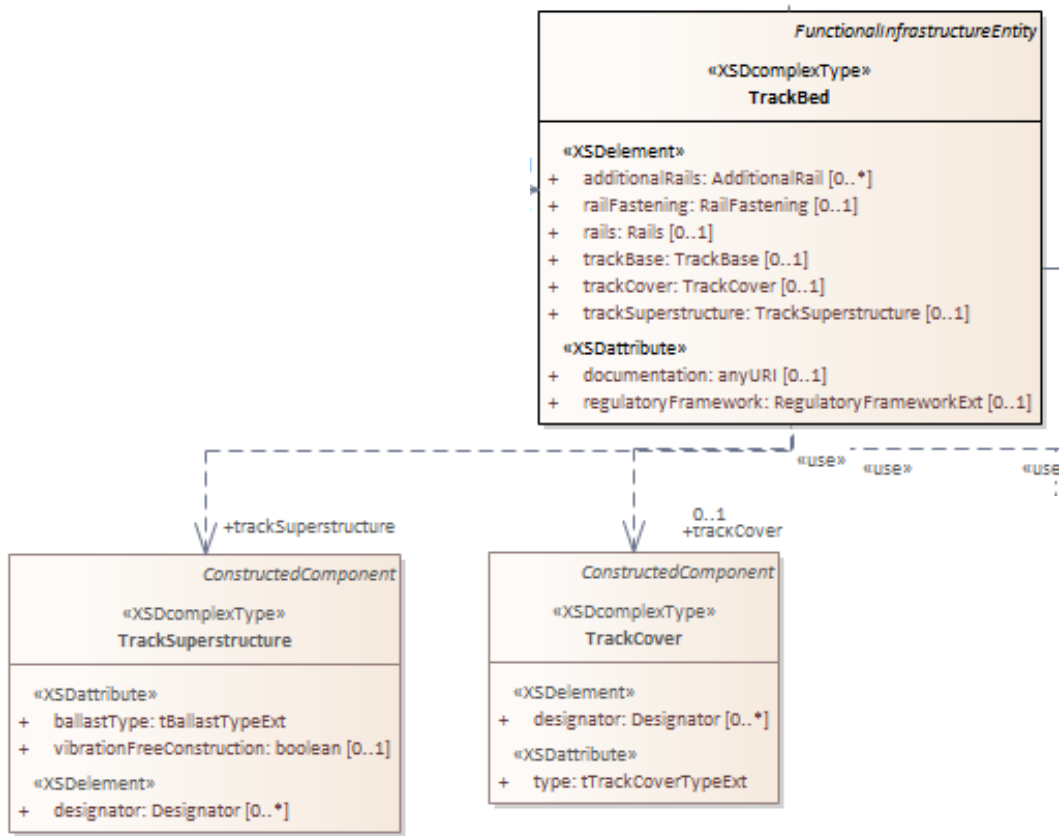 FunctionalInfrastructureEntity
«XSDcomplexType»
TrackBed
«XSDelement»
+ additionalRails: AdditionalRail [0..*]
+ railFastening: RailFastening [0..1]
+ rails: Rails [0..1]
+ trackBase: TrackBase [0..1]
+ trackCover: TrackCover [0..1]
+ trackSuperstructure: TrackSuperstructure [0..1]
«XSDattribute»
+ documentation: anyURI [0..1]
+ regulatoryFramework: RegulatoryFrameworkExt [0..1]
«use» «use» «use
+trackSuperstructure
0..1
+trackCover
ConstructedComponent
«XSDcomplexType»
TrackSuperstructure
«XSDattribute»
+ ballastType: tBallastTypeExt
+ vibrationFreeConstruction: boolean [0..1]
«XSDelement»
+ designator: Designator [0..*]
ConstructedComponent
«XSDcomplexType»
TrackCover
«XSDelement»
+ designator: Designator [0..*]
«XSDattribute»
+ type: tTrackCoverTypeExt